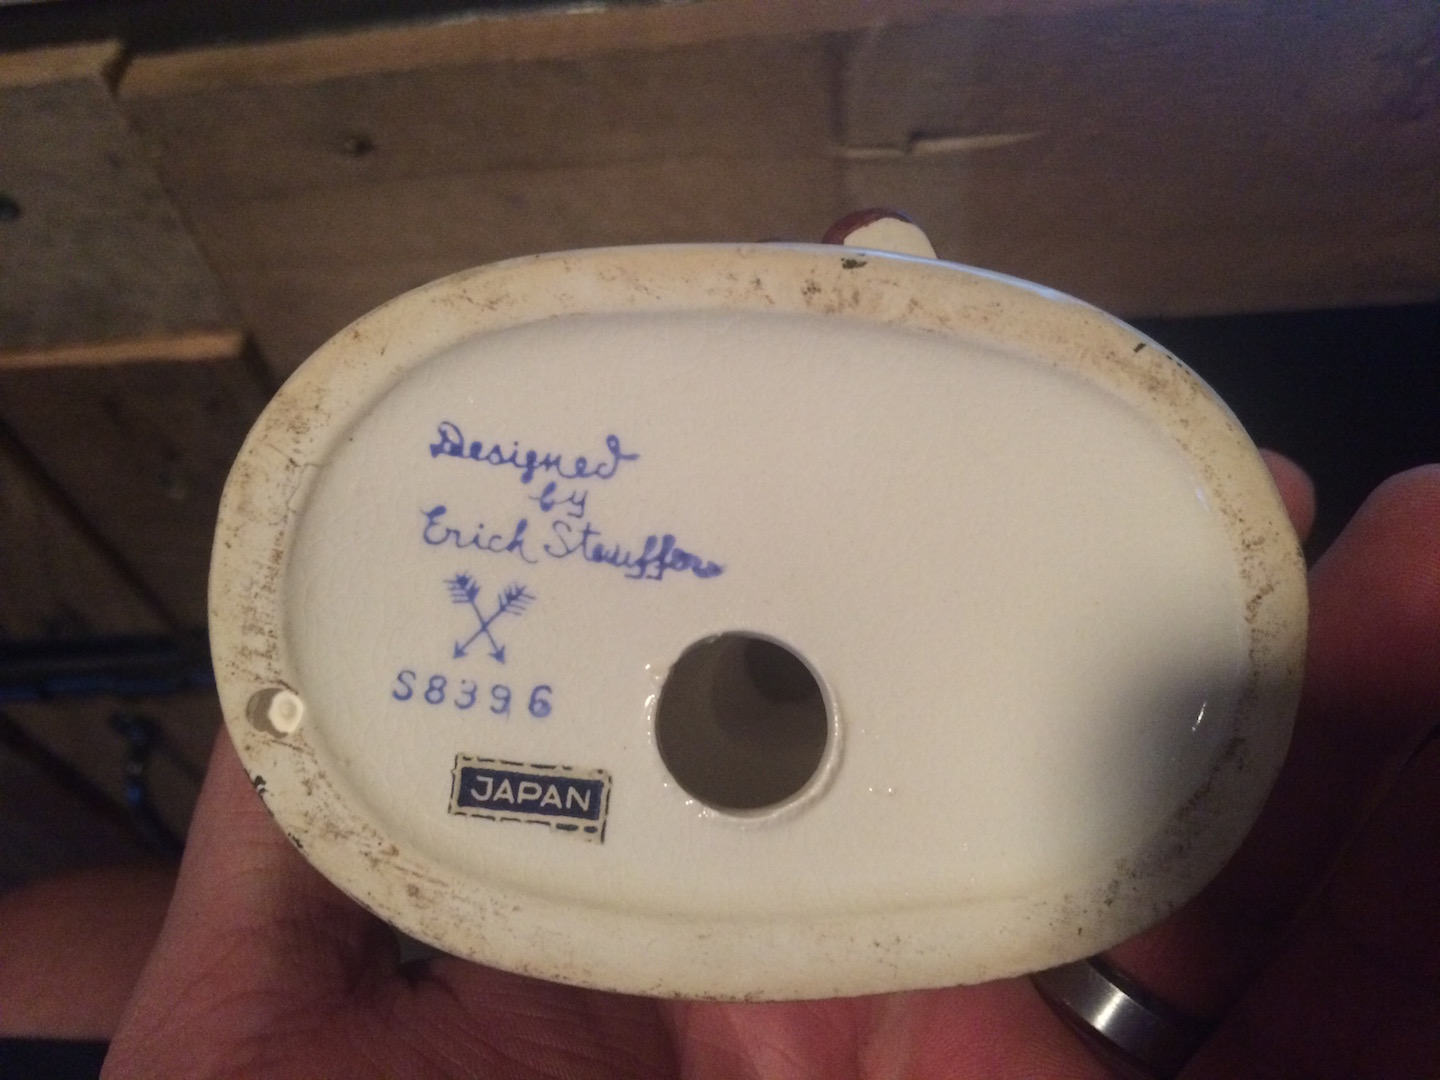 Designed
by
Erich Stauffer
S8396
JAPAN